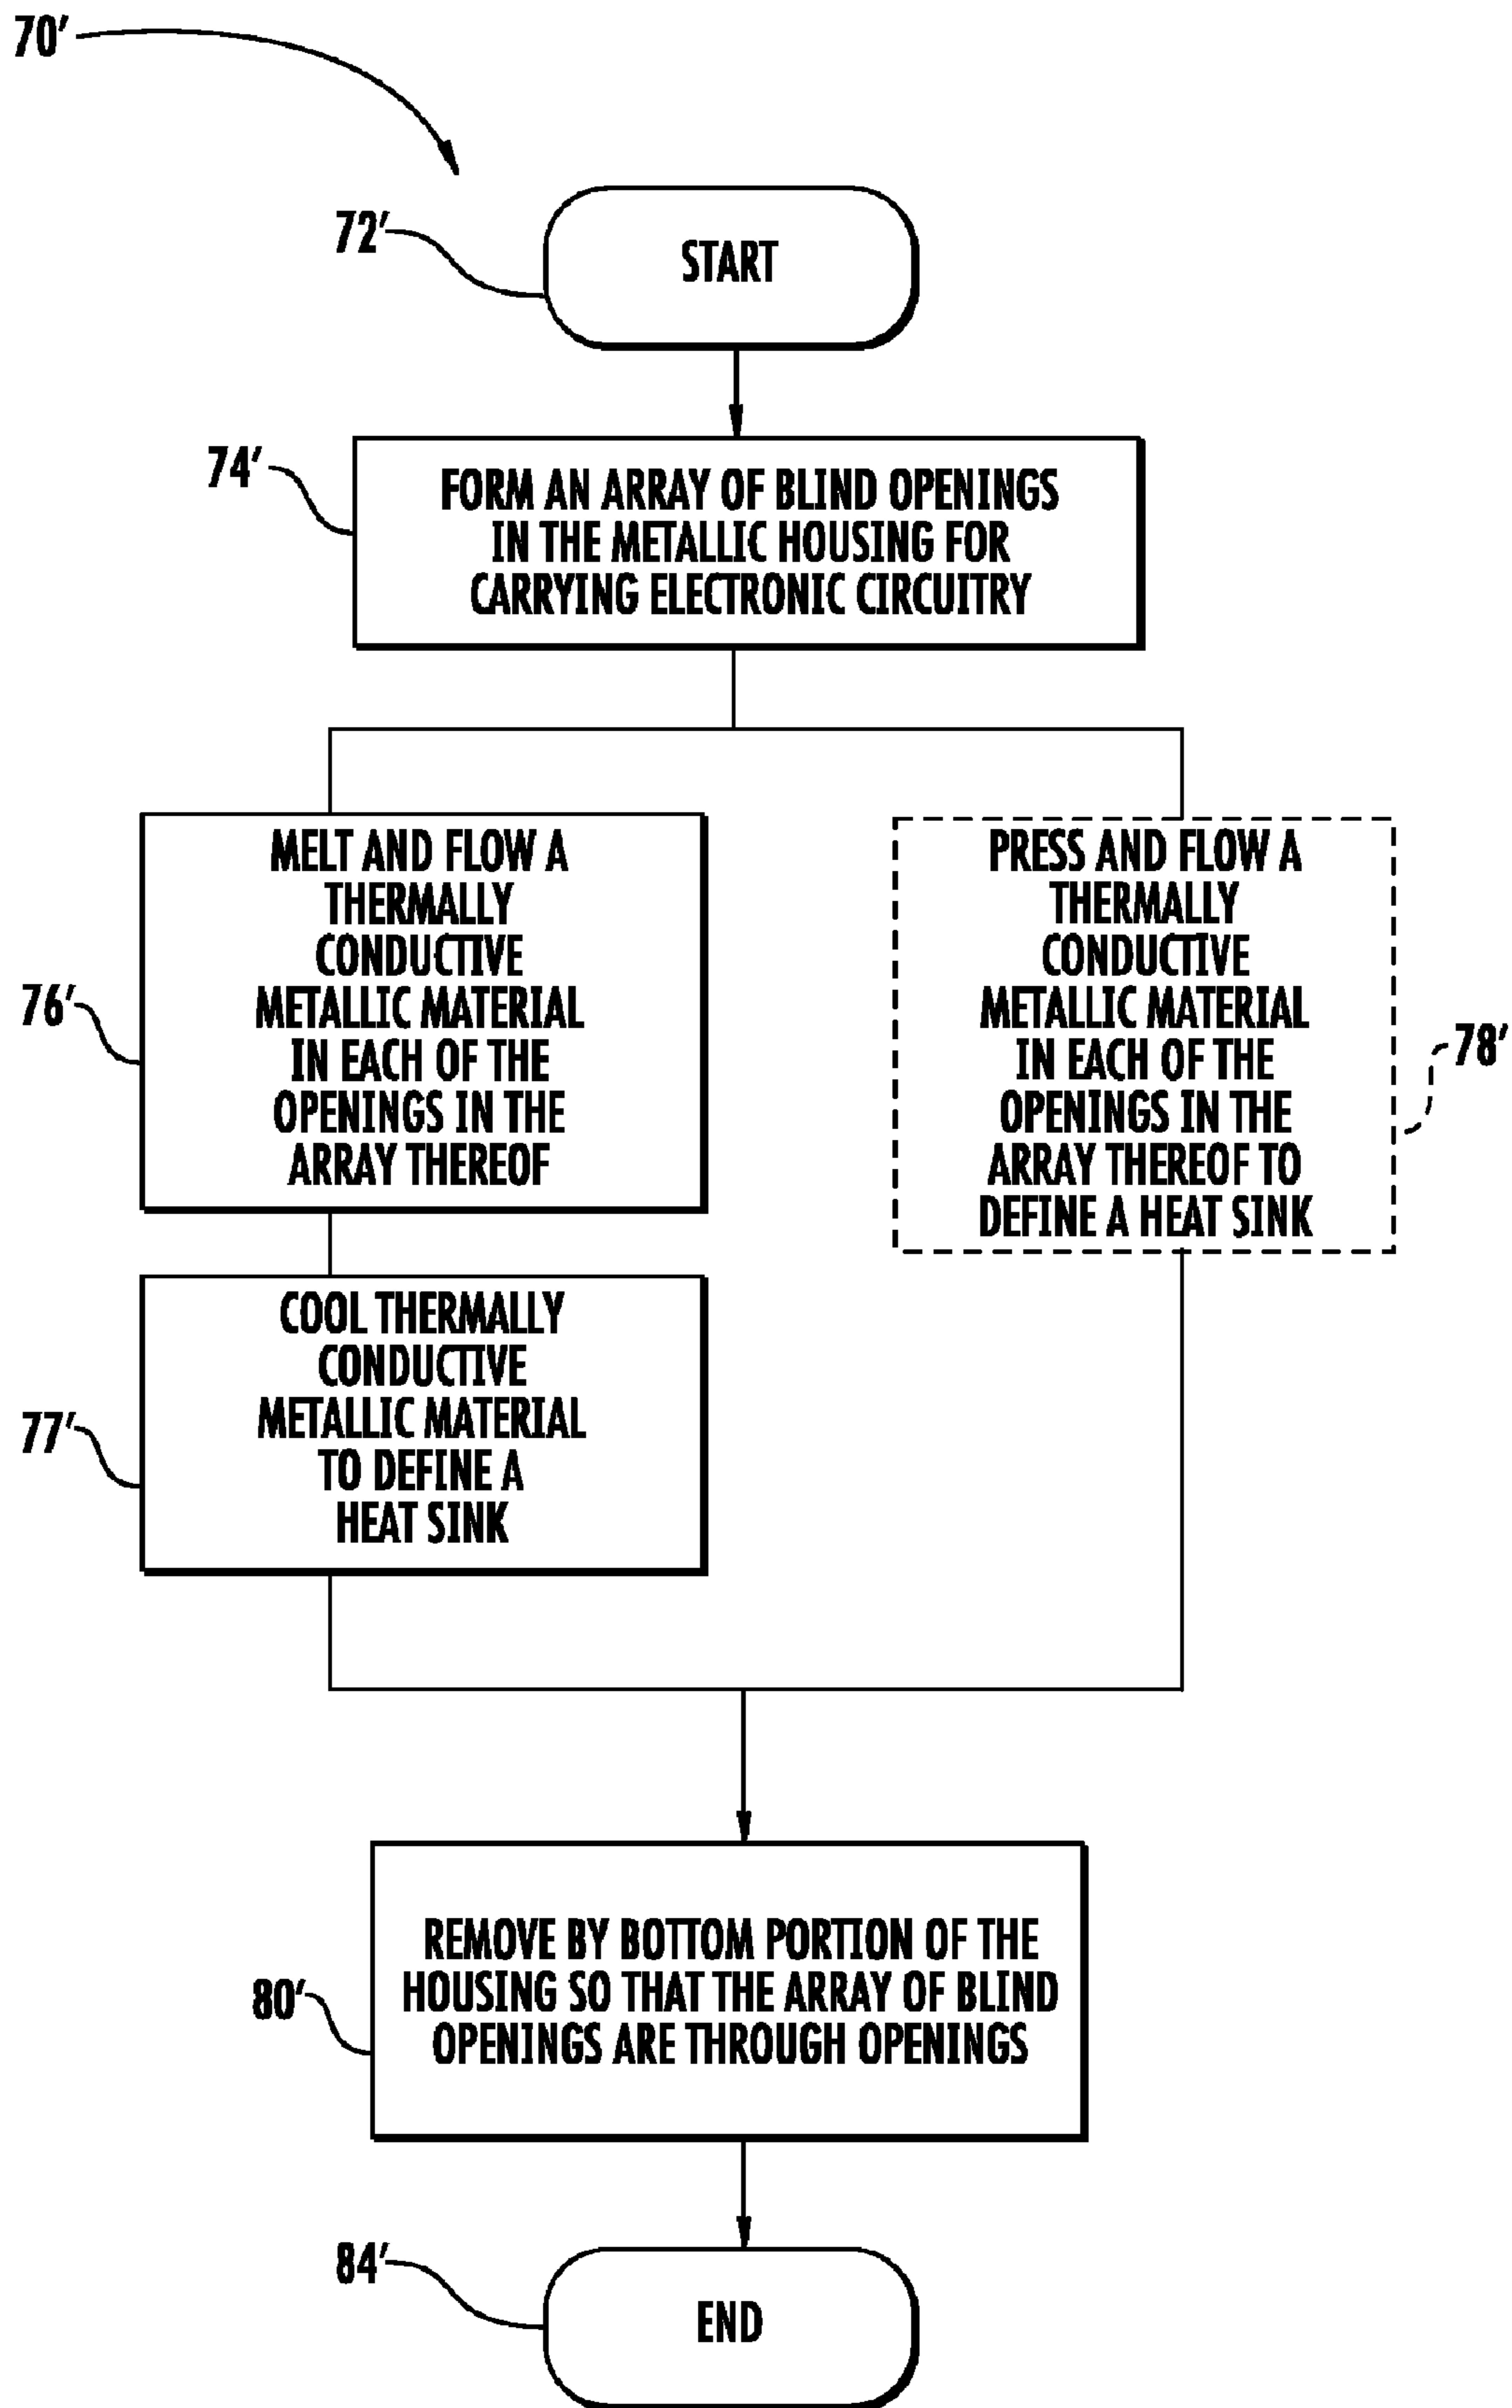 70′
72′
START
74′
FORM AN ARRAY OF BLIND OPENINGS
IN THE METALLIC HOUSING FOR
CARRYING ELECTRONIC CIRCUITRY
76′
MELT AND FLOW A
THERMALLY
CONDUCTIVE
METALLIC MATERIAL
IN EACH OF THE
OPENINGS IN THE
ARRAY THEREOF
PRESS AND FLOW A
THERMALLY
CONDUCTIVE
METALLIC MATERIAL
IN EACH OF THE
OPENINGS IN THE
ARRAY THEREOF TO
DEFINE A HEAT SINK
78′
77′
COOL THERMALLY
CONDUCTIVE
METALLIC MATERIAL
TO DEFINE A
HEAT SINK
80′
REMOVE BY BOTTOM PORTION OF THE
HOUSING SO THAT THE ARRAY OF BLIND
OPENINGS ARE THROUGH OPENINGS
84′
END